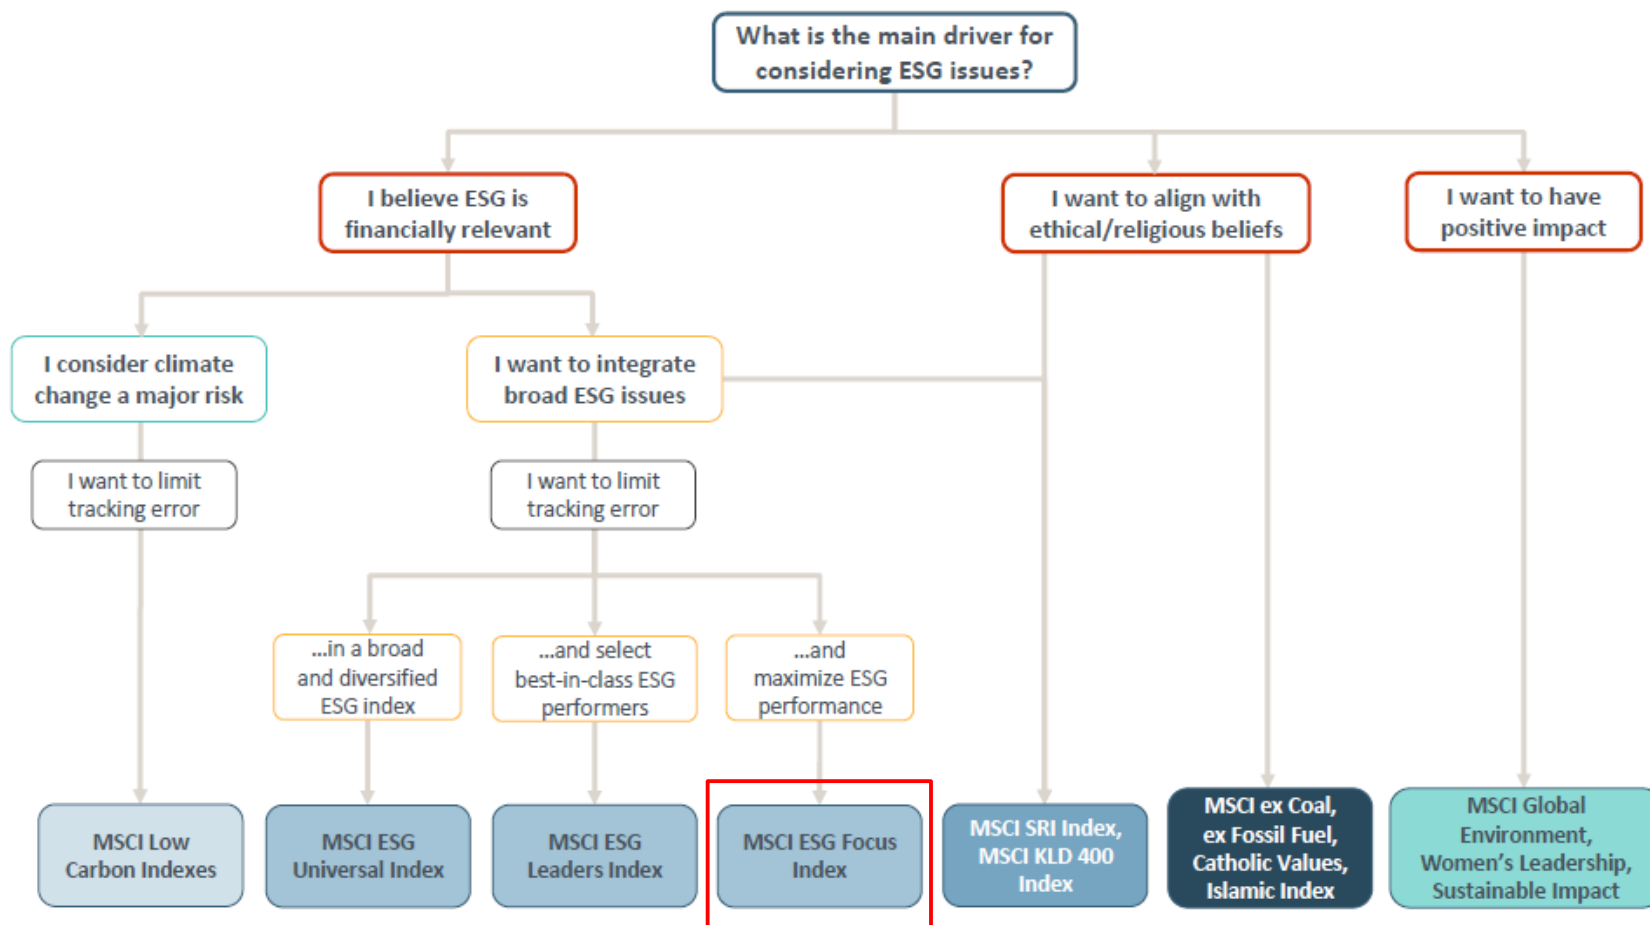 What is the main driver for
considering ESG issues?
I believe ESG is
financially relevant
I want to align with
ethical/religious beliefs
I want to have
positive impact
I consider climate
change a major risk
I want to integrate
broad ESG issues
I want to limit
tracking error
I want to limit
tracking error
...in a broad
and diversified
ESG index
...and select
best-in-class ESG
performers
...and
maximize ESG
performance
MSCI Low
Carbon Indexes
MSCI ESG
Universal Index
MSCI ESG
Leaders Index
MSCI ESG Focus
Index
MSCI SRI Index,
MSCI KLD 400
Index
MSCI ex Coal,
ex Fossil Fuel,
Catholic Values,
Islamic Index
MSCI Global
Environment,
Women's Leadership,
Sustainable Impact